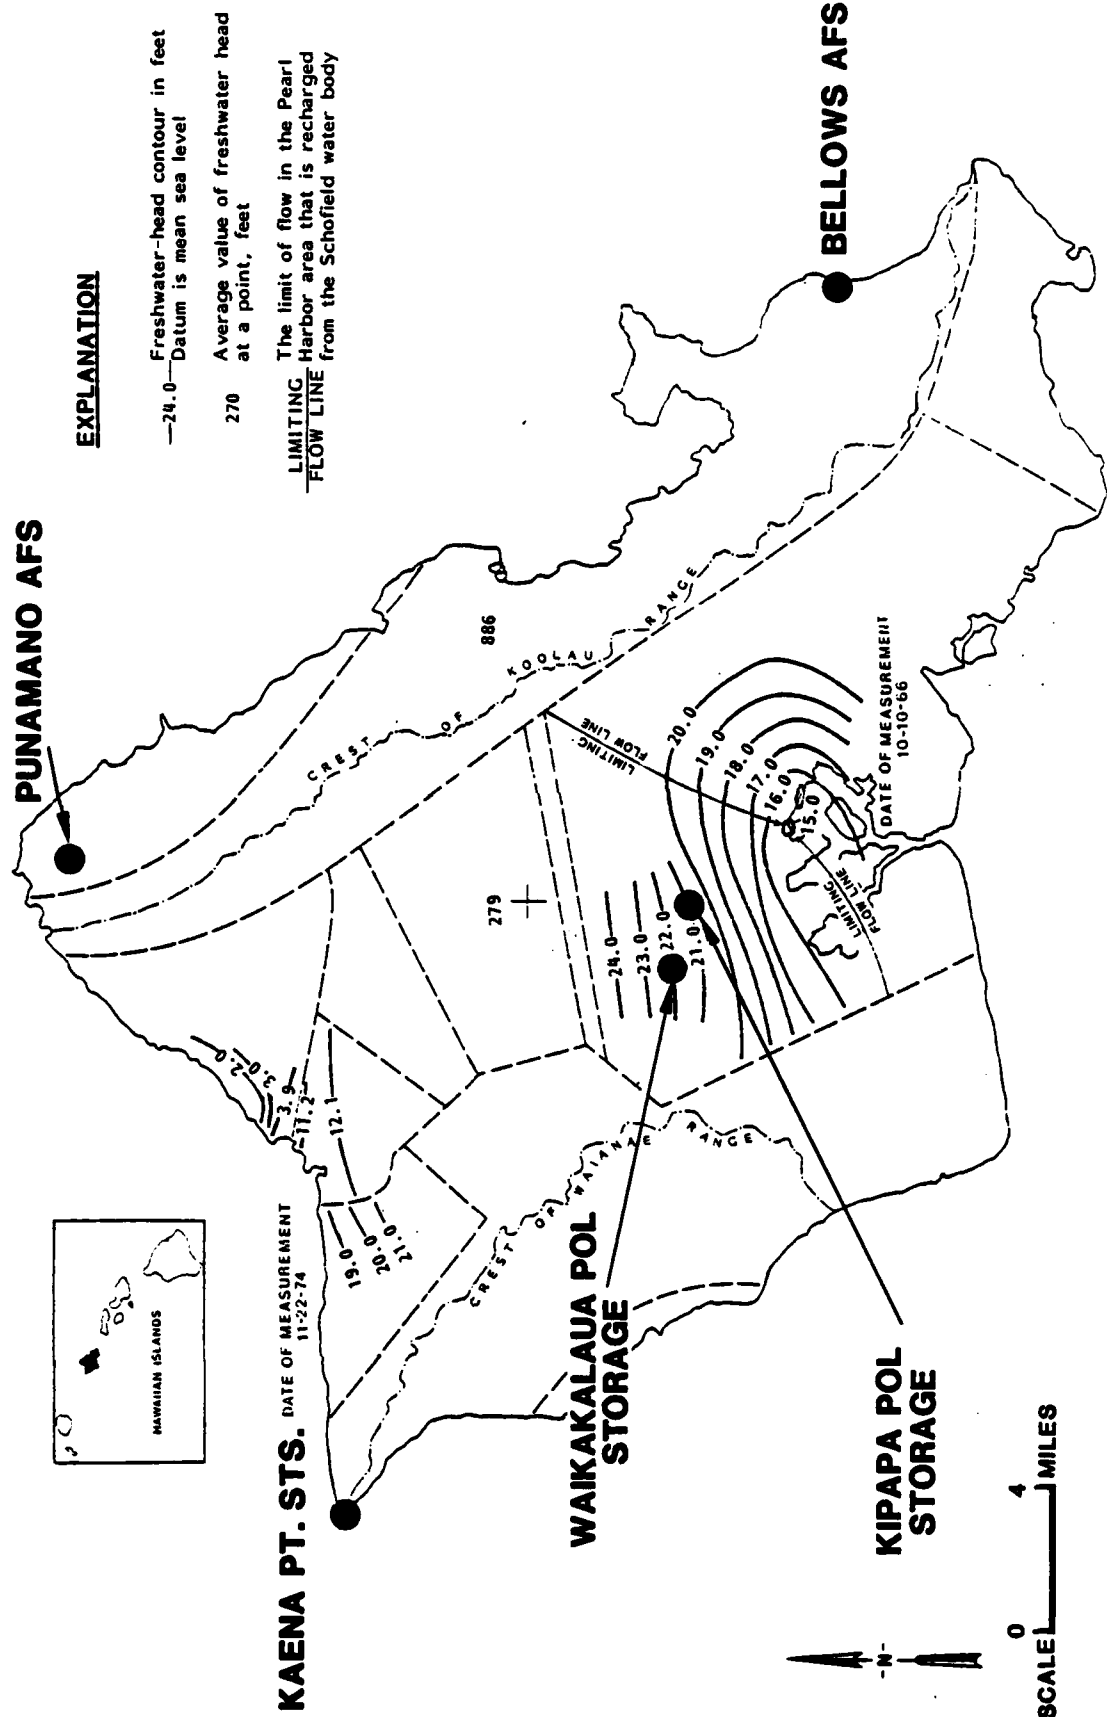 EXPLANATION
—24.0— Freshwater-head contour in feet
Datum is mean sea level
270 Average value of freshwater head
at a point, feet
LIMITING The limit of flow in the Pearl
FLOW LINE Harbor area that is recharged
from the Schofield water body
PUNAMANO AFS
BELLOWS AFS
KAENA PT. STS.
DATE OF MEASUREMENT
11-22-74
HAWAIIAN ISLANDS
WAIKAKALAUA POL
STORAGE
KIPAPA POL
STORAGE
CREST OF KOOLAU RANGE
CREST OF WAIANAE RANGE
886
279
2.0
3.0
3.9
11.2
12.1
19.0
20.0
21.0
24.0
23.0
22.0
21.0
20.0
19.0
18.0
17.0
16.0
15.0
LIMITING
FLOW LINE
LIMITING
FLOW LINE
DATE OF MEASUREMENT
10-10-66
-N-
SCALE 0 4 MILES